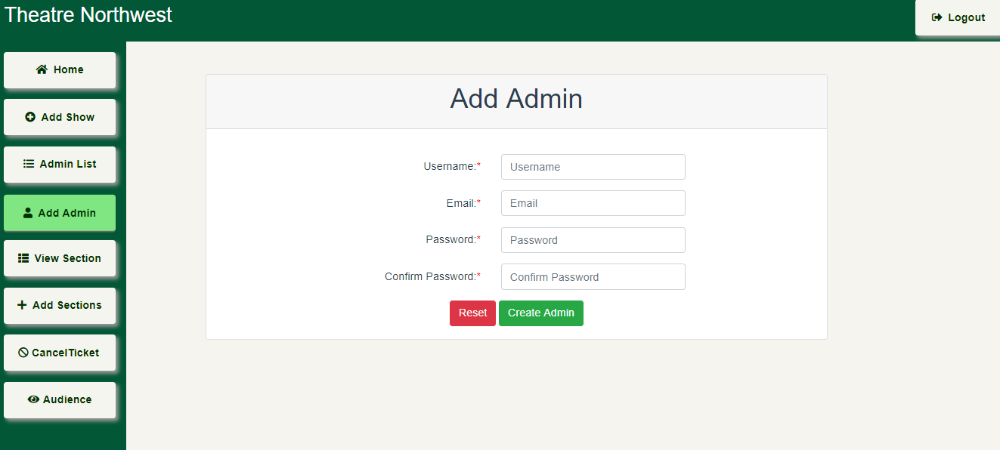 Theatre Northwest
Logout
Home
Add Show
Admin List
Add Admin
View Section
Add Sections
CancelTicket
Audience
Add Admin
Username:* Username
Email:* Email
Password:* Password
Confirm Password:* Confirm Password
Reset Create Admin